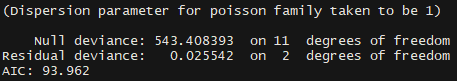 (Dispersion parameter for poisson family taken to be 1)
Null deviance: 543.408393 on 11 degrees of freedom
Residual deviance: 0.025542 on 2 degrees of freedom
AIC: 93.962